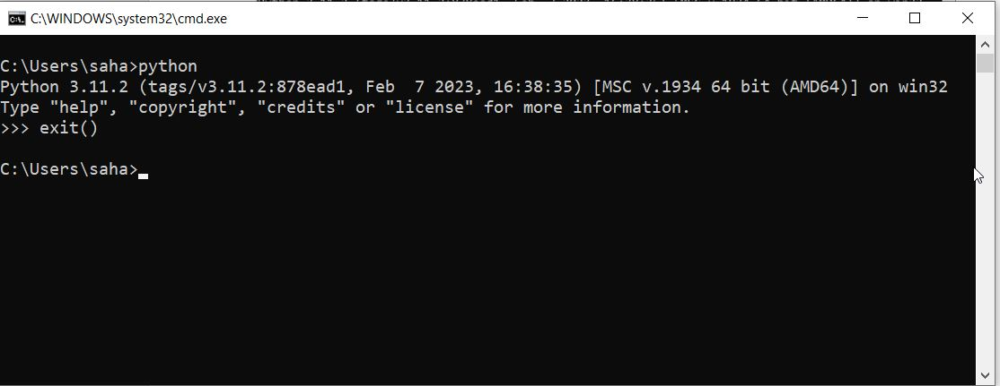 C:\WINDOWS\system32\cmd.exe
C:\Users\saha>python
Python 3.11.2 (tags/v3.11.2:878ead1, Feb  7 2023, 16:38:35) [MSC v.1934 64 bit (AMD64)] on win32
Type "help", "copyright", "credits" or "license" for more information.
>>> exit()
C:\Users\saha>